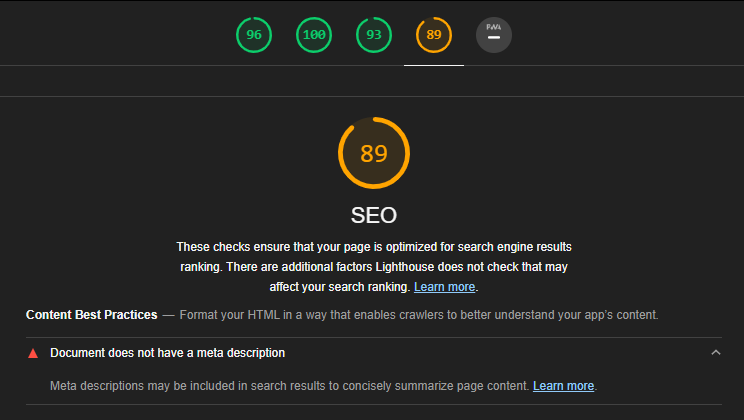 96 100 93 89 PWA
89
SEO
These checks ensure that your page is optimized for search engine results
ranking. There are additional factors Lighthouse does not check that may
affect your search ranking. Learn more.
Content Best Practices — Format your HTML in a way that enables crawlers to better understand your app's content.
Document does not have a meta description
Meta descriptions may be included in search results to concisely summarize page content. Learn more.